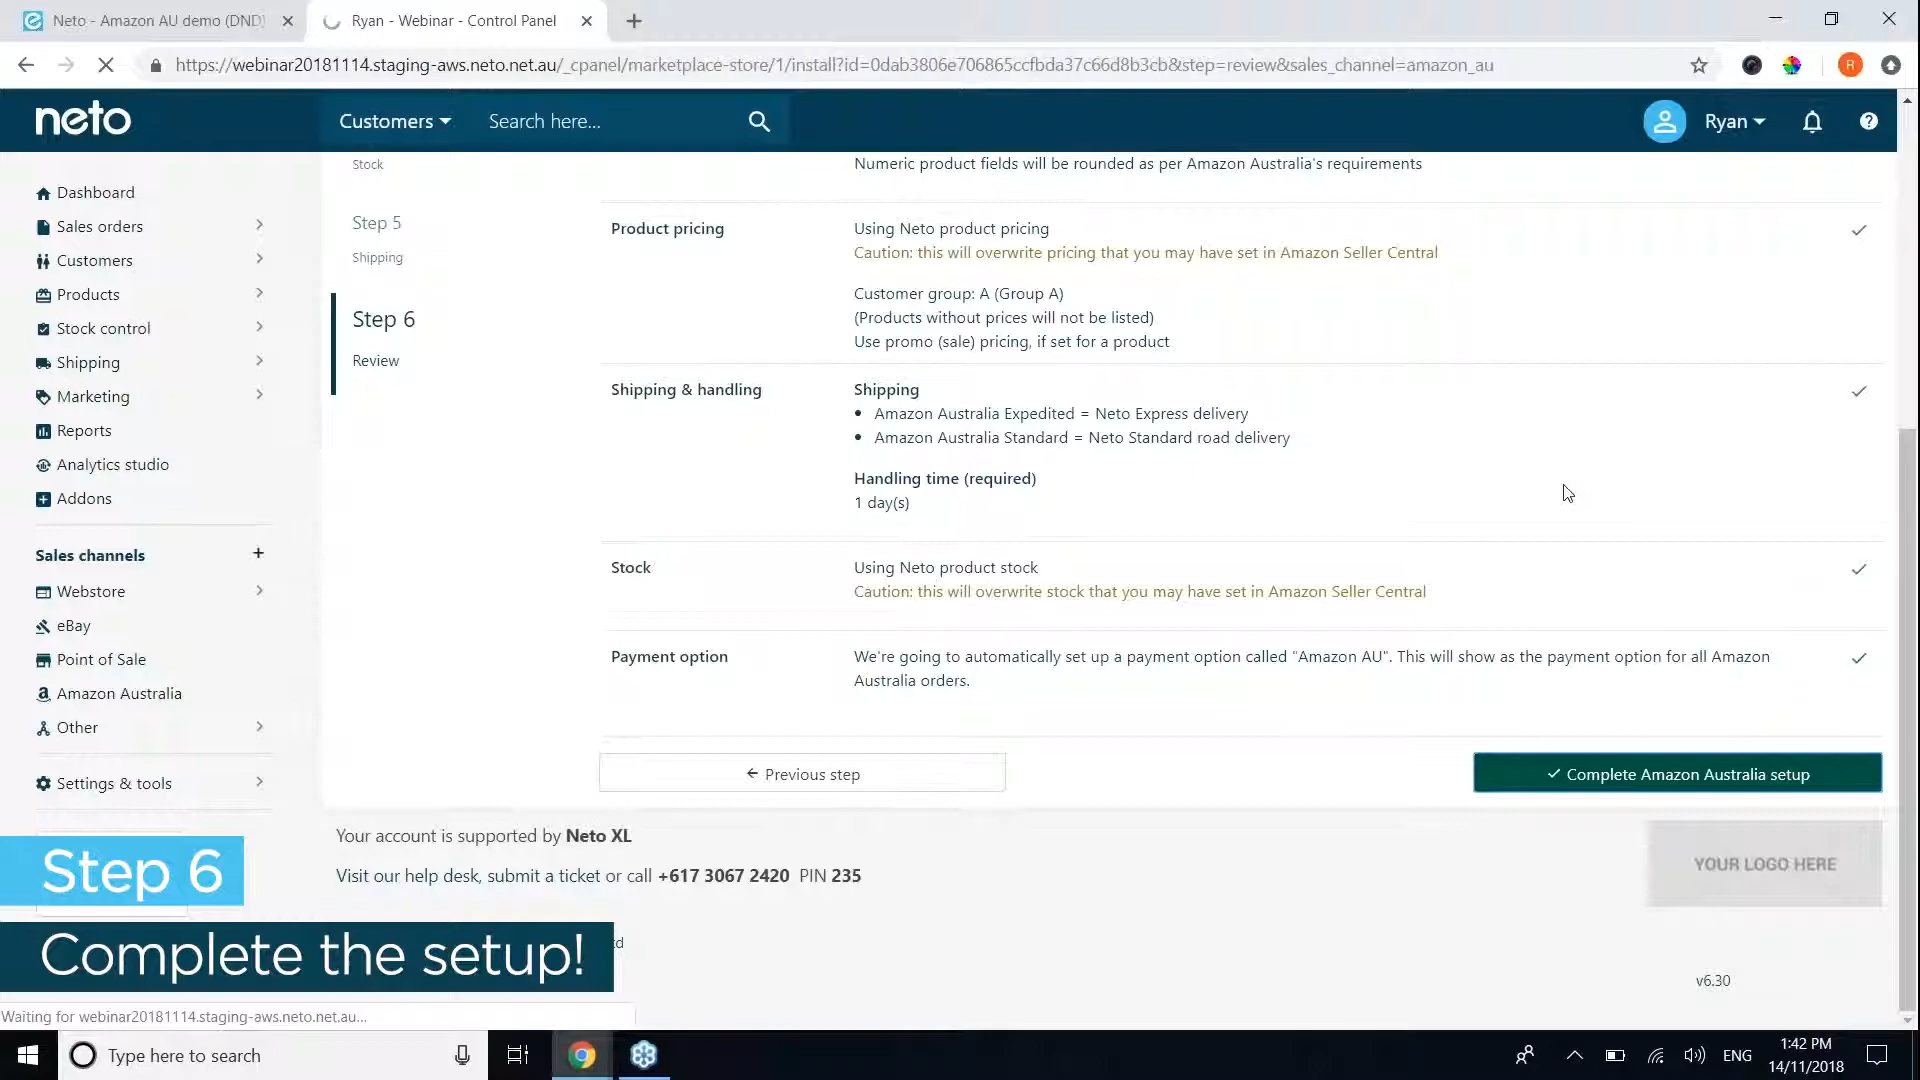 Neto - Amazon AU demo (DND)
Ryan - Webinar - Control Panel
https://webinar20181114.staging-aws.neto.net.au/_cpanel/marketplace-store/1/install?id=0dab3806e706865ccfbda37c66d8b3cb&step=review&sales_channel=amazon_au
R
neto
Customers
Search here...
Ryan
Dashboard
Sales orders
Customers
Products
Stock control
Shipping
Marketing
Reports
Analytics studio
Addons
Sales channels
+
Webstore
eBay
Point of Sale
Amazon Australia
Other
Settings & tools
Stock
Step 5
Shipping
Step 6
Review
Numeric product fields will be rounded as per Amazon Australia's requirements
Product pricing
Using Neto product pricing
Caution: this will overwrite pricing that you may have set in Amazon Seller Central
Customer group: A (Group A)
(Products without prices will not be listed)
Use promo (sale) pricing, if set for a product
Shipping & handling
Shipping
• Amazon Australia Expedited = Neto Express delivery
• Amazon Australia Standard = Neto Standard road delivery
Handling time (required)
1 day(s)
Stock
Using Neto product stock
Caution: this will overwrite stock that you may have set in Amazon Seller Central
Payment option
We're going to automatically set up a payment option called "Amazon AU". This will show as the payment option for all Amazon
Australia orders.
← Previous step
✓ Complete Amazon Australia setup
Your account is supported by Neto XL
Visit our help desk, submit a ticket or call +617 3067 2420 PIN 235
YOUR LOGO HERE
Step 6
Complete the setup!
v6.30
Waiting for webinar20181114.staging-aws.neto.net.au...
Type here to search
ENG
1:42 PM
14/11/2018